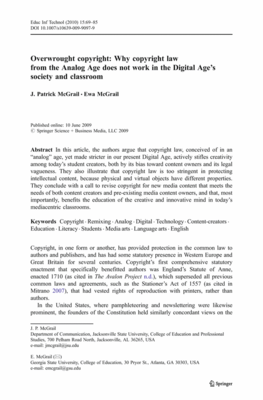 Educ Inf Technol (2010) 15:69–85
DOI 10.1007/s10639-009-9097-9
Overwrought copyright: Why copyright law
from the Analog Age does not work in the Digital Age's
society and classroom
J. Patrick McGrail · Ewa McGrail
Published online: 10 June 2009
© Springer Science + Business Media, LLC 2009
Abstract In this article, the authors argue that copyright law, conceived of in an
"analog" age, yet made stricter in our present Digital Age, actively stifles creativity
among today's student creators, both by its bias toward content owners and its legal
vagueness. They also illustrate that copyright law is too stringent in protecting
intellectual content, because physical and virtual objects have different properties.
They conclude with a call to revise copyright for new media content that meets the
needs of both content creators and pre-existing media content owners, and that, most
importantly, benefits the education of the creative and innovative mind in today's
mediacentric classrooms.
Keywords Copyright · Remixing · Analog · Digital · Technology · Content-creators ·
Education · Literacy · Students · Media-arts · Language arts · English
Copyright, in one form or another, has provided protection in the common law to
authors and publishers, and has had some statutory presence in Western Europe and
Great Britain for several centuries. Copyright's first comprehensive statutory
enactment that specifically benefitted authors was England's Statute of Anne,
enacted 1710 (as cited in The Avalon Project n.d.), which superseded all previous
common laws and agreements, such as the Stationer's Act of 1557 (as cited in
Mitrano 2007), that had vested rights of reproduction with printers, rather than
authors.
In the United States, where pamphleteering and newslettering were likewise
prominent, the founders of the Constitution held similarly concordant views on the
J. P. McGrail
Department of Communication, Jacksonville State University, College of Education and Professional
Studies, 700 Pelham Road North, Jacksonville, AL 36265, USA
e-mail: jmcgrail@jsu.edu
E. McGrail (✉)
Georgia State University, College of Education, 30 Pryor St., Atlanta, GA 30303, USA
e-mail: emcgrail@gsu.edu
Springer